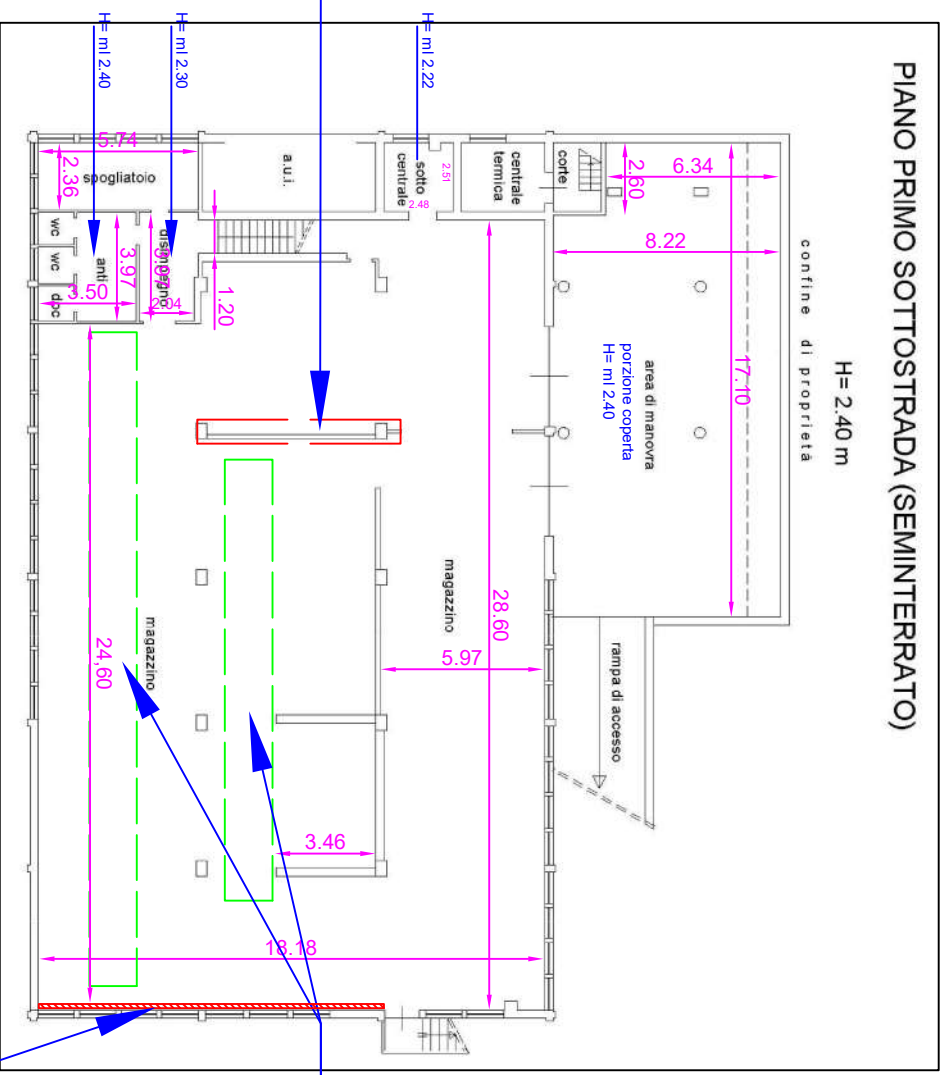 PIANO PRIMO SOTTOSTRADA (SEMINTERRATO)
H= 2.40 m
confine di proprietà
H= ml 2.40
H= ml 2.30
H= ml 2.22
5.74
2.36
spogliatoio
a.u.i.
sotto
centrale
2.51
2.48
centrale
termica
corte
2.60
6.34
8.22
17.10
wc
wc
doc
anti
3.97
3.50
disimpegno
2.04
1.20
area di manovra
porzione coperta
H= ml 2.40
magazzino
28.60
5.97
rampa di accesso
magazzino
24,60
3.46
18.18